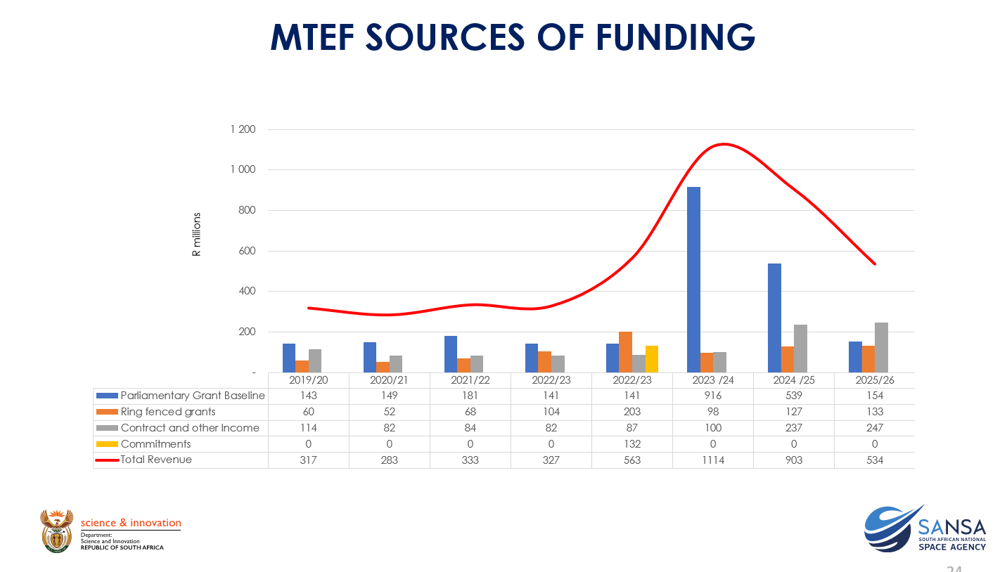 MTEF SOURCES OF FUNDING
1 200
1 000
800
600
400
200
-
R millions
2019/20 2020/21 2021/22 2022/23 2022/23 2023 /24 2024 /25 2025/26
Parliamentary Grant Baseline 143 149 181 141 141 916 539 154
Ring fenced grants 60 52 68 104 203 98 127 133
Contract and other Income 114 82 84 82 87 100 237 247
Commitments 0 0 0 0 132 0 0 0
Total Revenue 317 283 333 327 563 1114 903 534
science & innovation
Department:
Science and Innovation
REPUBLIC OF SOUTH AFRICA
SANSA
SOUTH AFRICAN NATIONAL
SPACE AGENCY
24